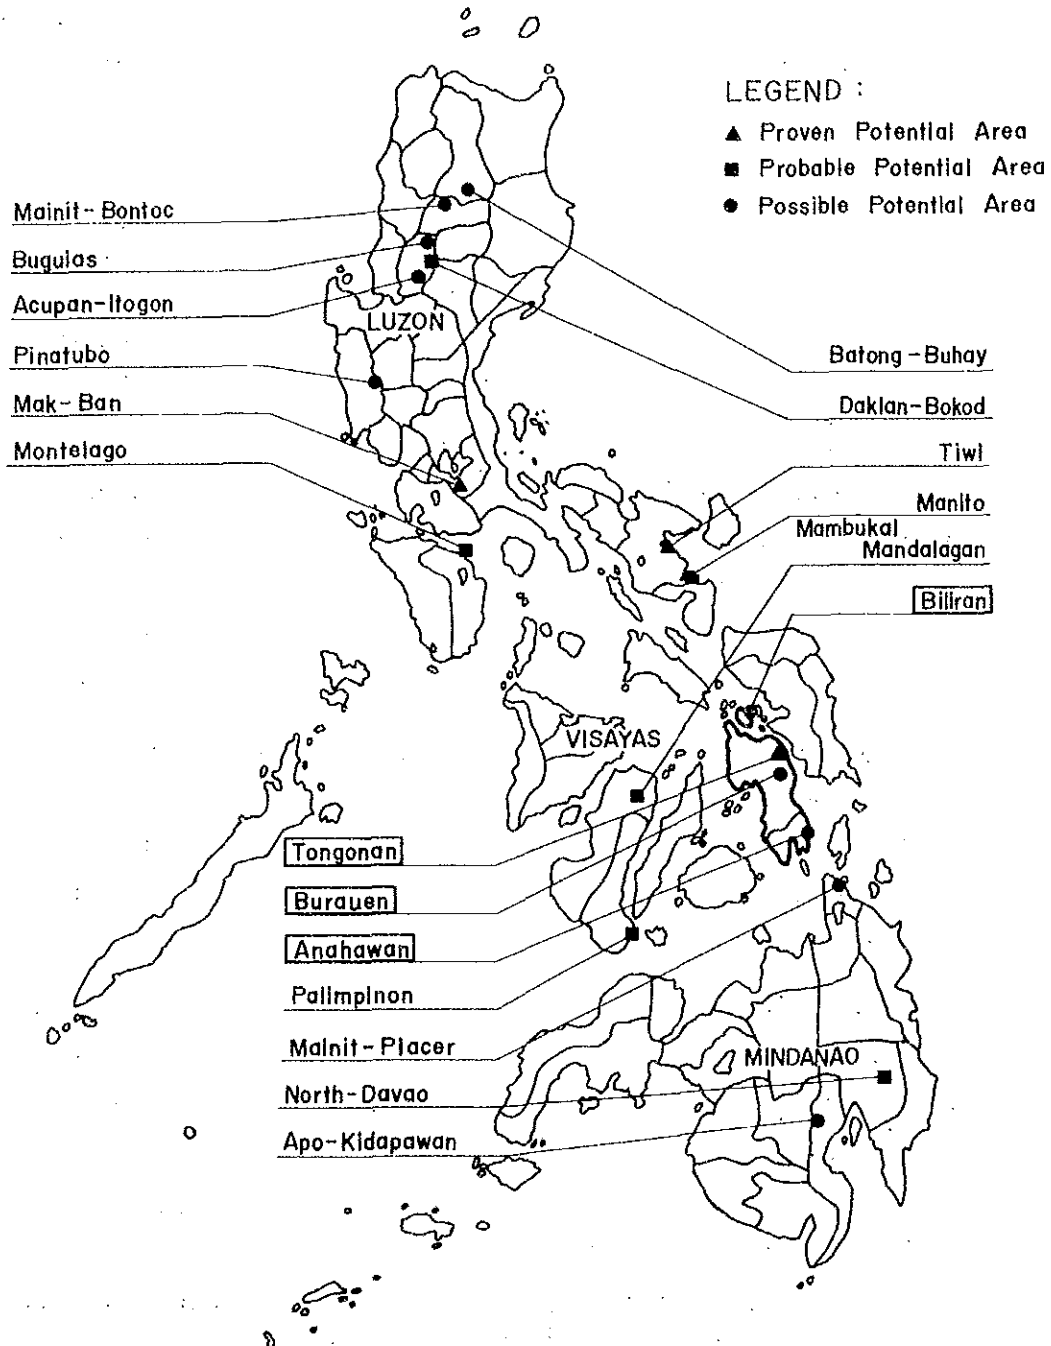 LEGEND :
▲ Proven Potential Area
■ Probable Potential Area
● Possible Potential Area
Mainit-Bontoc
Bugulas
Acupan-Itogon
LUZON
Pinatubo
Mak-Ban
Montelago
Batong-Buhay
Daklan-Bokod
Tiwi
Manito
Mambukal
Mandalagan
Biliran
VISAYAS
Tongonan
Burauen
Anahawan
Palimpinon
Mainit-Placer
MINDANAO
North-Davao
Apo-Kidapawan